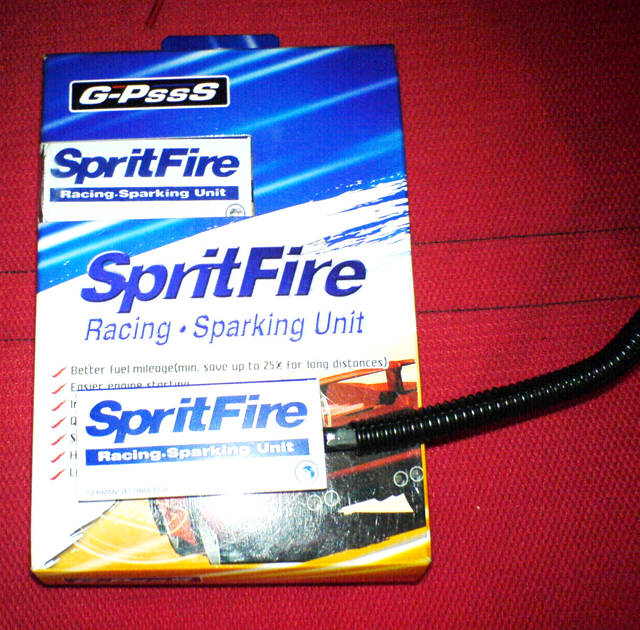 G-PssS
SpritFire
Racing·Sparking Unit
SpritFire
Racing · Sparking Unit
Better fuel mileage(min. save up to 25% for long distances)
Easier engine starting
SpritFire
Racing·Sparking Unit
G-PssS